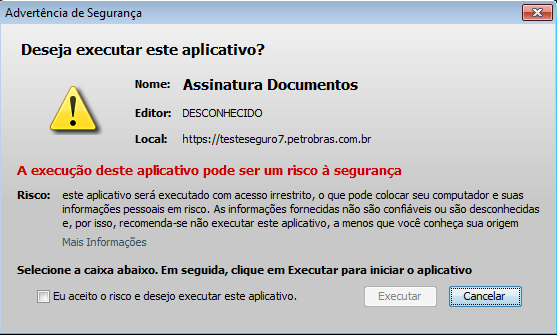 Advertência de Segurança
Deseja executar este aplicativo?
Nome: Assinatura Documentos
Editor: DESCONHECIDO
Local: https://testeseguro7.petrobras.com.br
A execução deste aplicativo pode ser um risco à segurança
Risco: este aplicativo será executado com acesso irrestrito, o que pode colocar seu computador e suas
informações pessoais em risco. As informações fornecidas não são confiáveis ou são desconhecidas
e, por isso, recomenda-se não executar este aplicativo, a menos que você conheça sua origem
Mais Informações
Selecione a caixa abaixo. Em seguida, clique em Executar para iniciar o aplicativo
Eu aceito o risco e desejo executar este aplicativo. Executar Cancelar